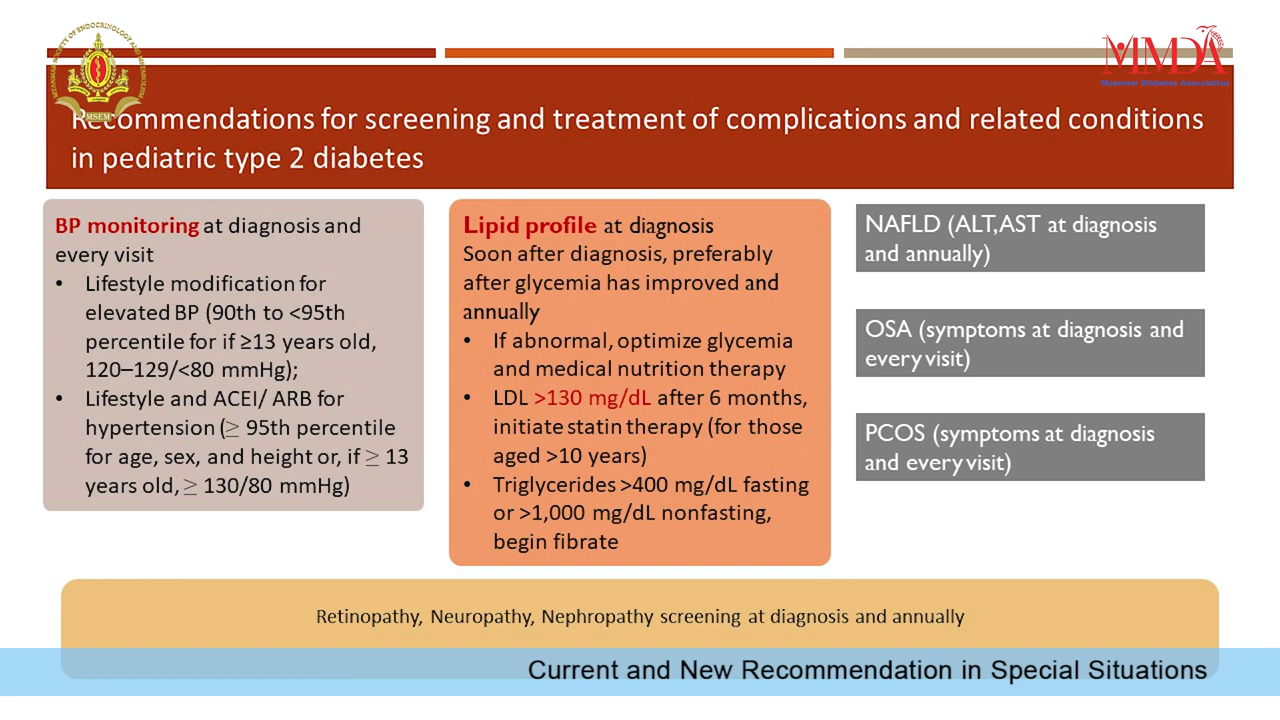 MYANMAR SOCIETY OF ENDOCRINOLOGY AND METABOLISM
MSEM
MMDA
Myanmar Diabetes Association
Recommendations for screening and treatment of complications and related conditions
in pediatric type 2 diabetes
BP monitoring at diagnosis and
every visit
• Lifestyle modification for
elevated BP (90th to <95th
percentile for if ≥13 years old,
120–129/<80 mmHg);
• Lifestyle and ACEI/ ARB for
hypertension (≥ 95th percentile
for age, sex, and height or, if ≥ 13
years old, ≥ 130/80 mmHg)
Lipid profile at diagnosis
Soon after diagnosis, preferably
after glycemia has improved and
annually
• If abnormal, optimize glycemia
and medical nutrition therapy
• LDL >130 mg/dL after 6 months,
initiate statin therapy (for those
aged >10 years)
• Triglycerides >400 mg/dL fasting
or >1,000 mg/dL nonfasting,
begin fibrate
NAFLD (ALT,AST at diagnosis
and annually)
OSA (symptoms at diagnosis and
every visit)
PCOS (symptoms at diagnosis
and every visit)
Retinopathy, Neuropathy, Nephropathy screening at diagnosis and annually
Current and New Recommendation in Special Situations